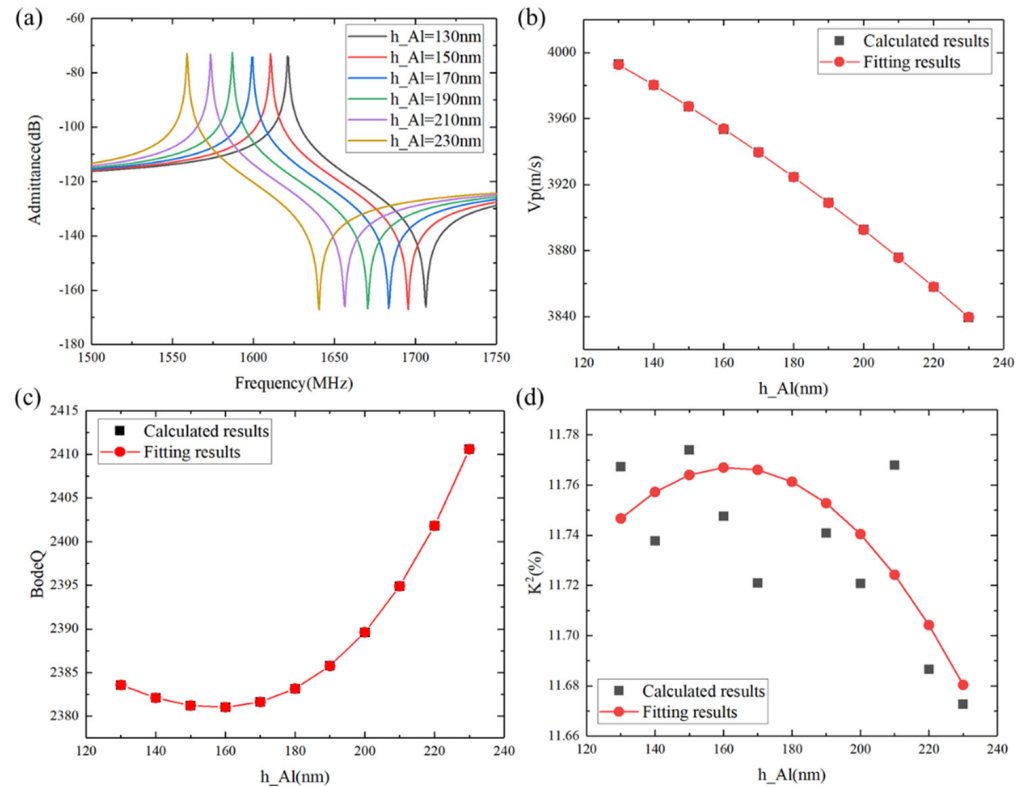 (a)
-60
-80
-100
-120
-140
-160
-180
Admittance(dB)
h_Al=130nm
h_Al=150nm
h_Al=170nm
h_Al=190nm
h_Al=210nm
h_Al=230nm
1500 1550 1600 1650 1700 1750
Frequency(MHz)
(b)
4000
3960
3920
3880
3840
Vp(m/s)
Calculated results
Fitting results
120 140 160 180 200 220 240
h_Al(nm)
(c)
2415
2410
2405
2400
2395
2390
2385
2380
BodeQ
Calculated results
Fitting results
120 140 160 180 200 220 240
h_Al(nm)
(d)
11.78
11.76
11.74
11.72
11.70
11.68
11.66
K²(%)
Calculated results
Fitting results
120 140 160 180 200 220 240
h_Al(nm)